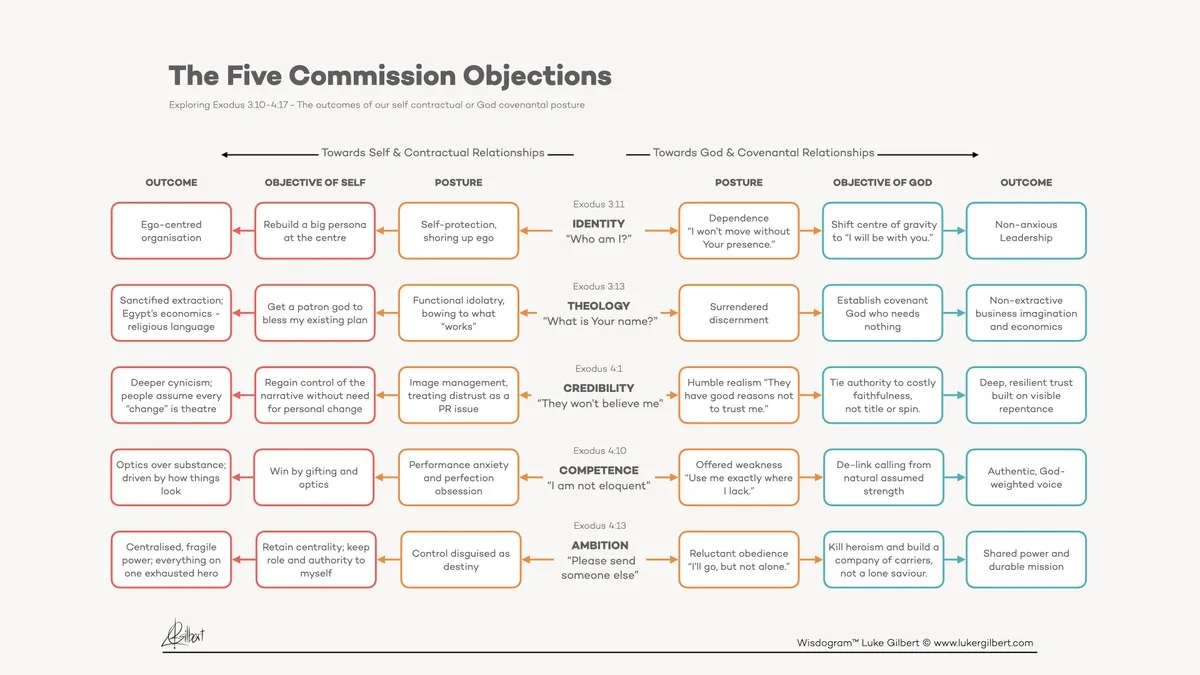 The Five Commission Objections
Exploring Exodus 3:10-4:17 - The outcomes of our self contractual or God covenantal posture
Towards Self & Contractual Relationships
Towards God & Covenantal Relationships
OUTCOME
OBJECTIVE OF SELF
POSTURE
POSTURE
OBJECTIVE OF GOD
OUTCOME
Ego-centred
organisation
Rebuild a big persona
at the centre
Self-protection,
shoring up ego
Exodus 3:11
IDENTITY
“Who am I?”
Dependence
“I won’t move without
Your presence.”
Shift centre of gravity
to “I will be with you.”
Non-anxious
Leadership
Sanctified extraction;
Egypt’s economics -
religious language
Get a patron god to
bless my existing plan
Functional idolatry,
bowing to what
“works”
Exodus 3:13
THEOLOGY
“What is Your name?”
Surrendered
discernment
Establish covenant
God who needs
nothing
Non-extractive
business imagination
and economics
Deeper cynicism;
people assume every
“change” is theatre
Regain control of the
narrative without need
for personal change
Image management,
treating distrust as a
PR issue
Exodus 4:1
CREDIBILITY
“They won’t believe me”
Humble realism “They
have good reasons not
to trust me.”
Tie authority to costly
faithfulness,
not title or spin.
Deep, resilient trust
built on visible
repentance
Optics over substance;
driven by how things
look
Win by gifting and
optics
Performance anxiety
and perfection
obsession
Exodus 4:10
COMPETENCE
“I am not eloquent”
Offered weakness
“Use me exactly where
I lack.”
De-link calling from
natural assumed
strength
Authentic, God-
weighted voice
Centralised, fragile
power; everything on
one exhausted hero
Retain centrality; keep
role and authority to
myself
Control disguised as
destiny
Exodus 4:13
AMBITION
“Please send
someone else”
Reluctant obedience
“I’ll go, but not alone.”
Kill heroism and build a
company of carriers,
not a lone saviour.
Shared power and
durable mission
LRGilbert
Wisdogram™ Luke Gilbert © www.lukergilbert.com